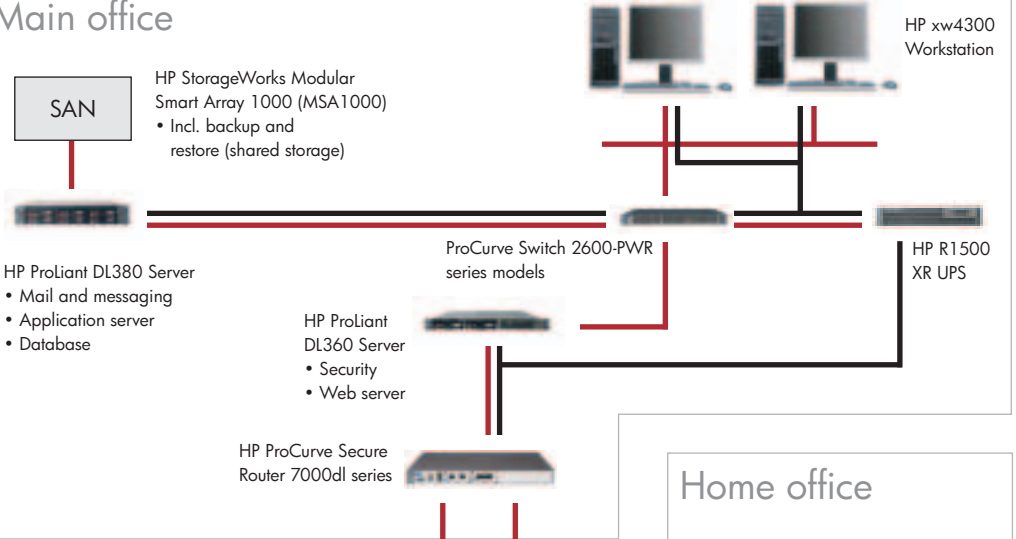 Main office
SAN
HP StorageWorks Modular
Smart Array 1000 (MSA1000)
• Incl. backup and
restore (shared storage)
HP xw4300
Workstation
HP ProLiant DL380 Server
• Mail and messaging
• Application server
• Database
ProCurve Switch 2600-PWR
series models
HP R1500
XR UPS
HP ProLiant
DL360 Server
• Security
• Web server
HP ProCurve Secure
Router 7000dl series
Home office